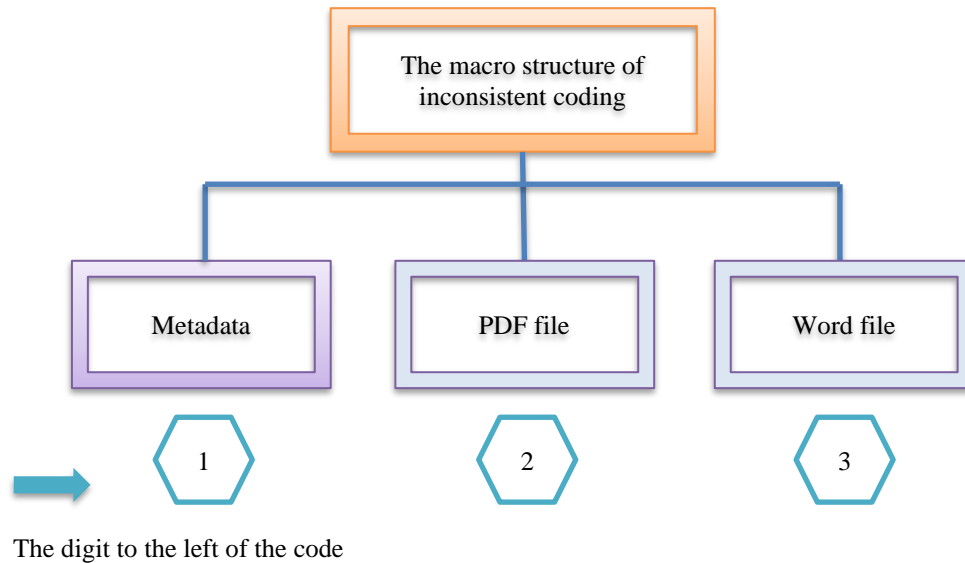 The macro structure of
inconsistent coding
Metadata
PDF file
Word file
1
2
3
The digit to the left of the code